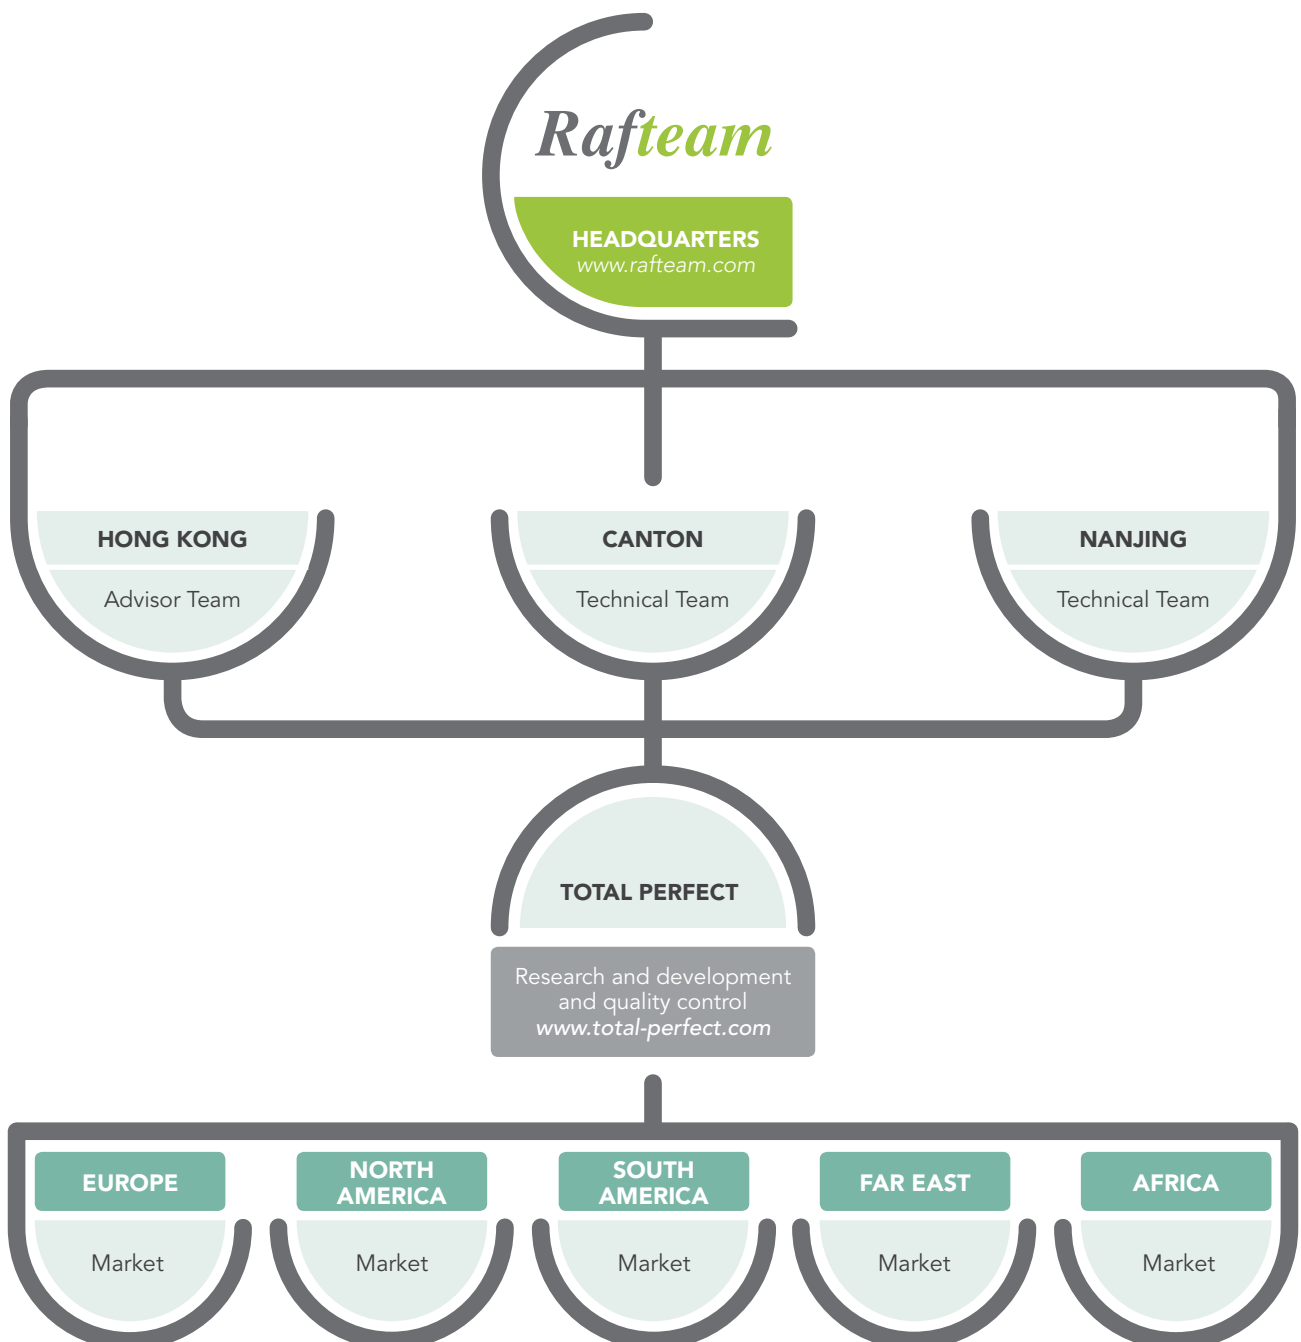 Rafteam
HEADQUARTERS
www.rafteam.com
HONG KONG
Advisor Team
CANTON
Technical Team
NANJING
Technical Team
TOTAL PERFECT
Research and development
and quality control
www.total-perfect.com
EUROPE
Market
NORTH
AMERICA
Market
SOUTH
AMERICA
Market
FAR EAST
Market
AFRICA
Market